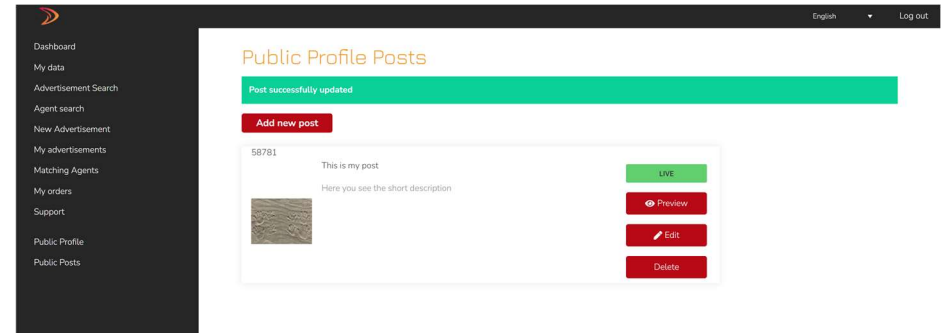 English ▼ Log out
Dashboard
My data
Advertisement Search
Agent search
New Advertisement
My advertisements
Matching Agents
My orders
Support
Public Profile
Public Posts
Public Profile Posts
Post successfully updated
Add new post
58781
This is my post
Here you see the short description
LIVE
Preview
Edit
Delete